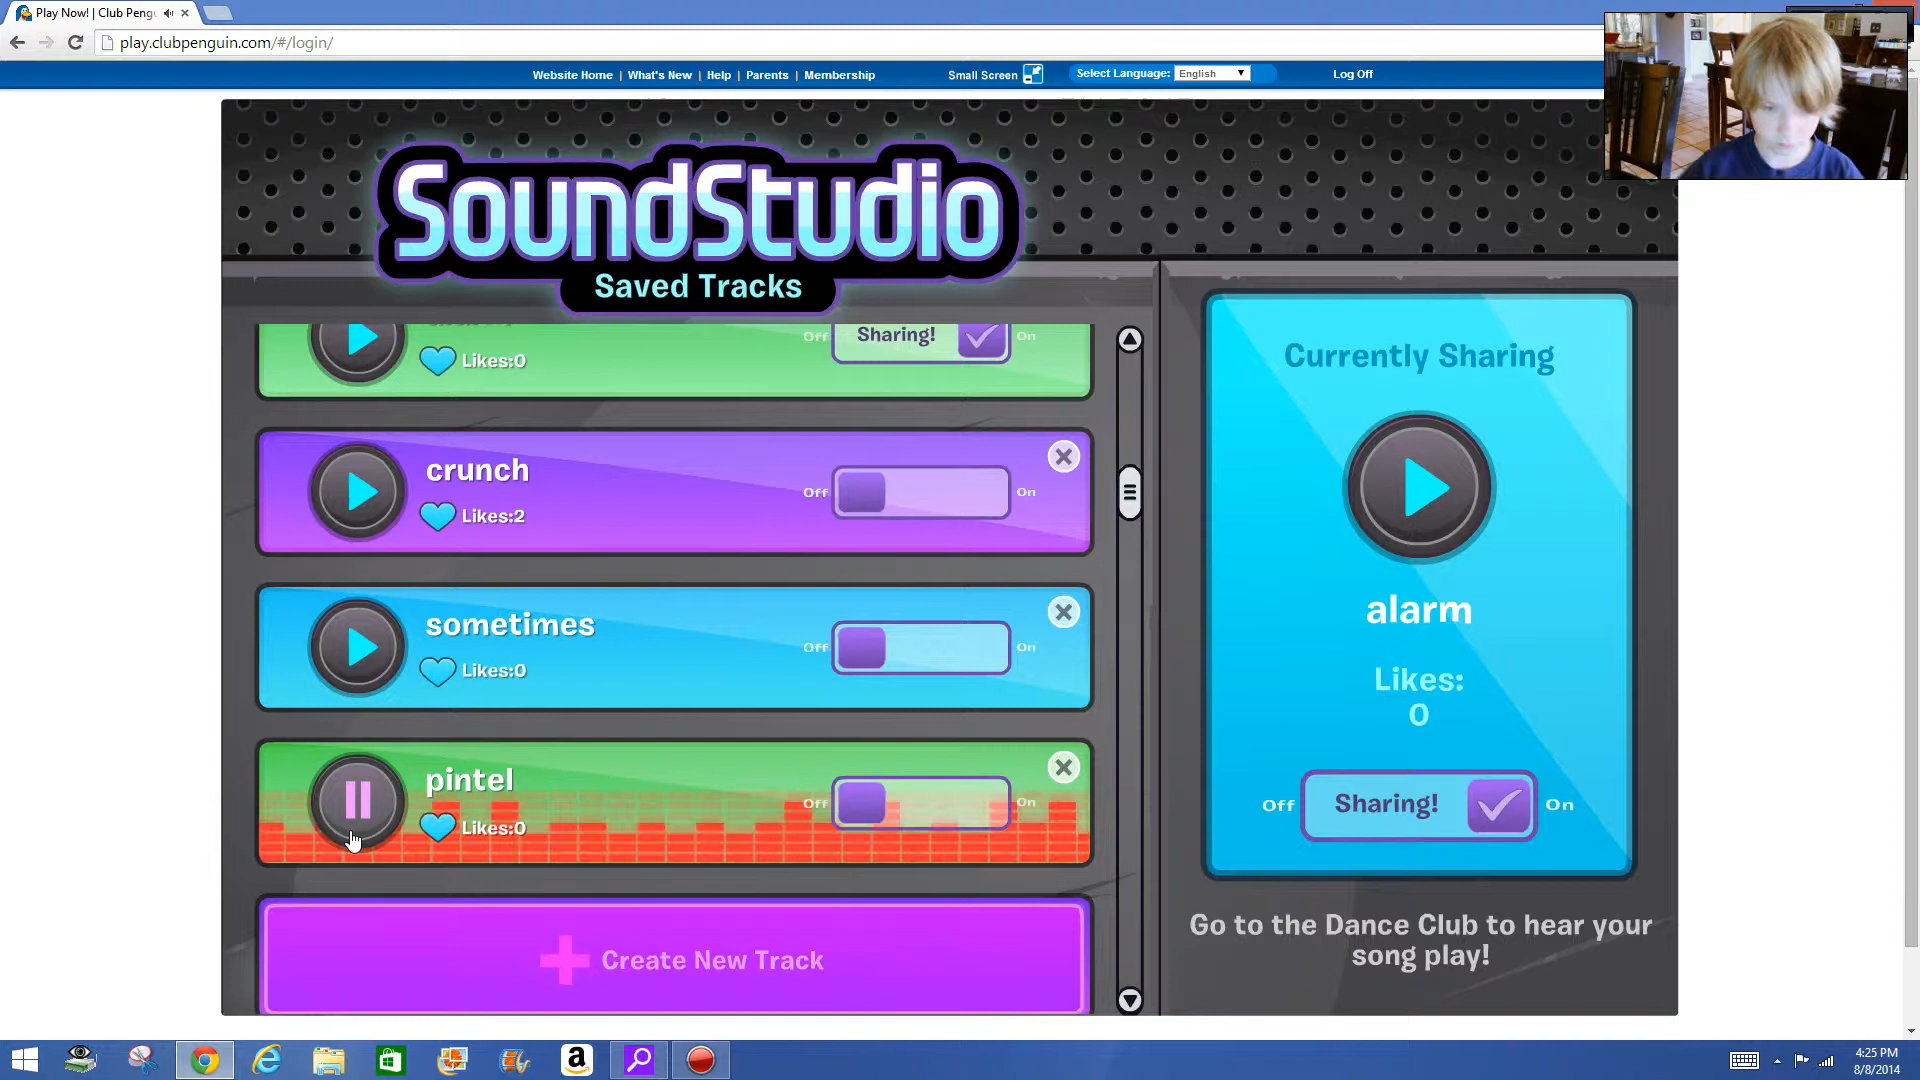 Play Now! | Club Peng
play.clubpenguin.com/#/login/
Website Home | What's New | Help | Parents | Membership
Small Screen
Select Language: English
Log Off
SoundStudio
Saved Tracks
Likes:0
Off Sharing! On
crunch
Likes:2
Off On
sometimes
Likes:0
Off On
pintel
Likes:0
Off On
Create New Track
Currently Sharing
alarm
Likes:
0
Off Sharing! On
Go to the Dance Club to hear your
song play!
4:25 PM
8/8/2014